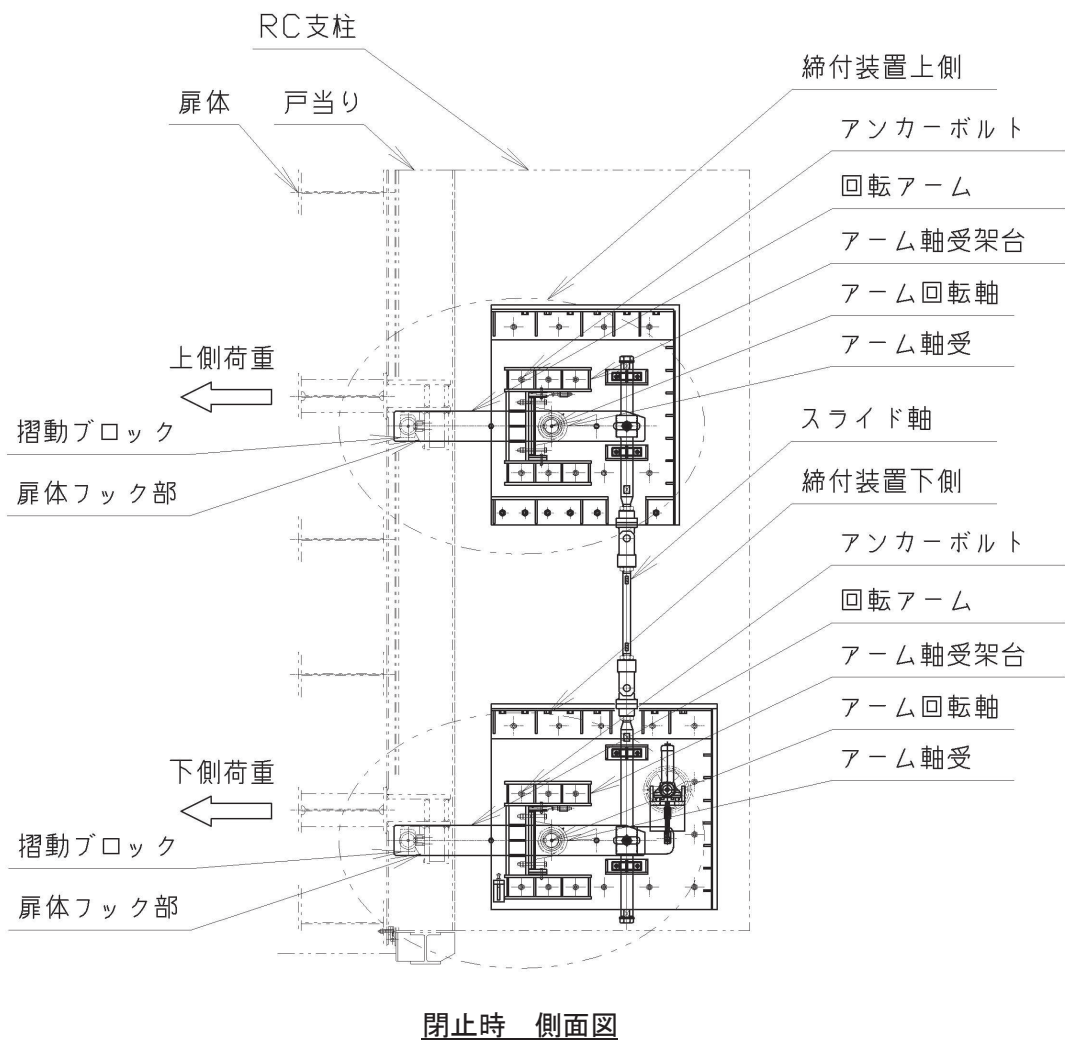 RC支柱
締付装置上側
扉体
戸当り
アンカーボルト
回転アーム
アーム軸受架台
アーム回転軸
アーム軸受
上側荷重
スライド軸
摺動ブロック
締付装置下側
扉体フック部
アンカーボルト
回転アーム
アーム軸受架台
アーム回転軸
アーム軸受
下側荷重
摺動ブロック
扉体フック部
閉止時 側面図